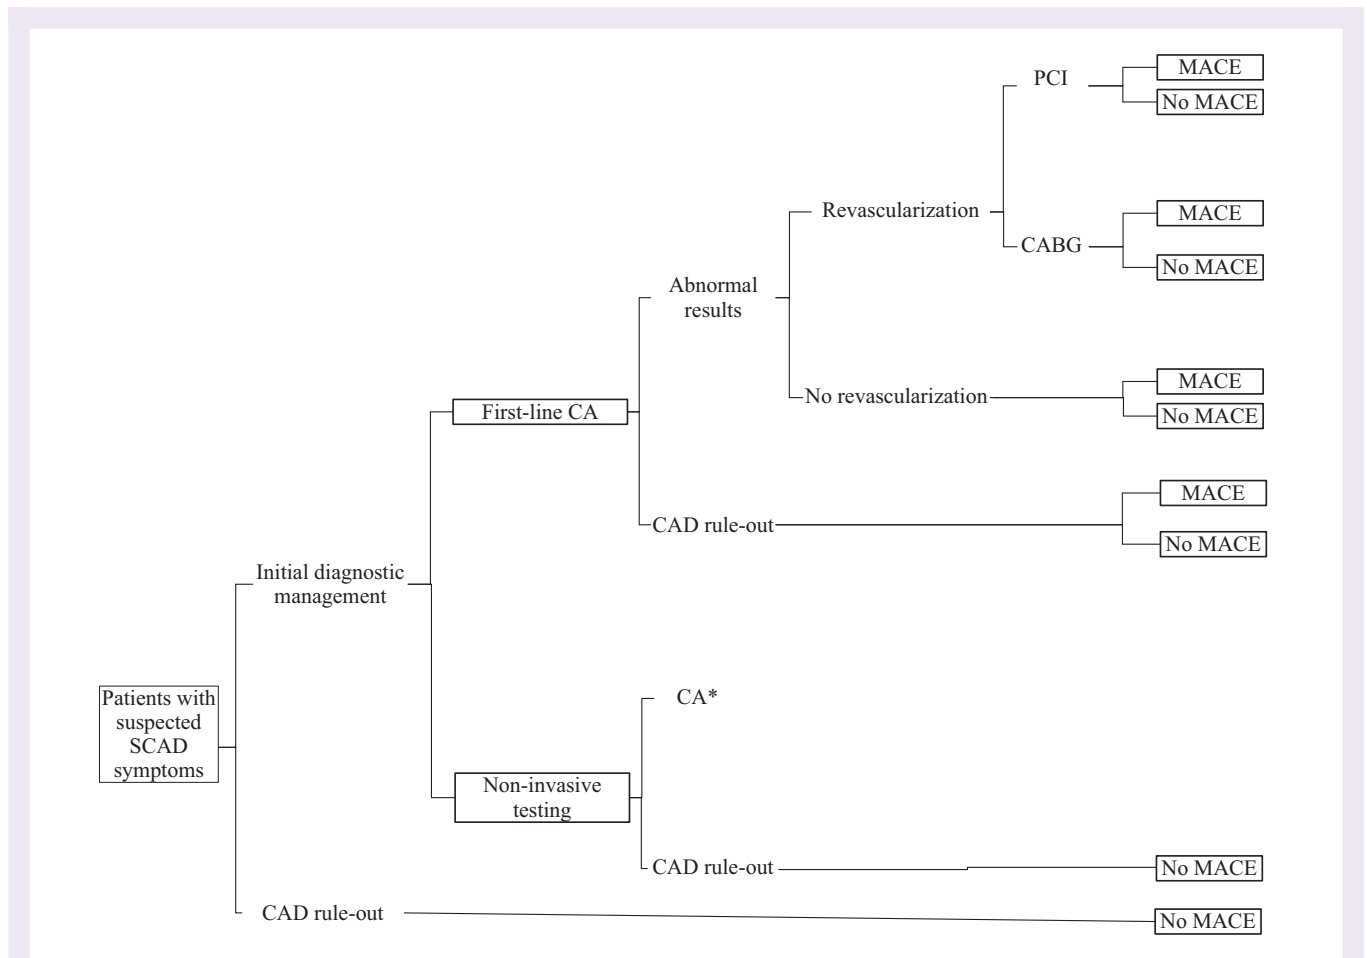 PCI
MACE
No MACE
Revascularization
MACE
CABG
No MACE
Abnormal
results
MACE
No revascularization
No MACE
First-line CA
MACE
CAD rule-out
No MACE
Initial diagnostic
management
CA*
Patients with
suspected
SCAD
symptoms
Non-invasive
testing
CAD rule-out
No MACE
CAD rule-out
No MACE